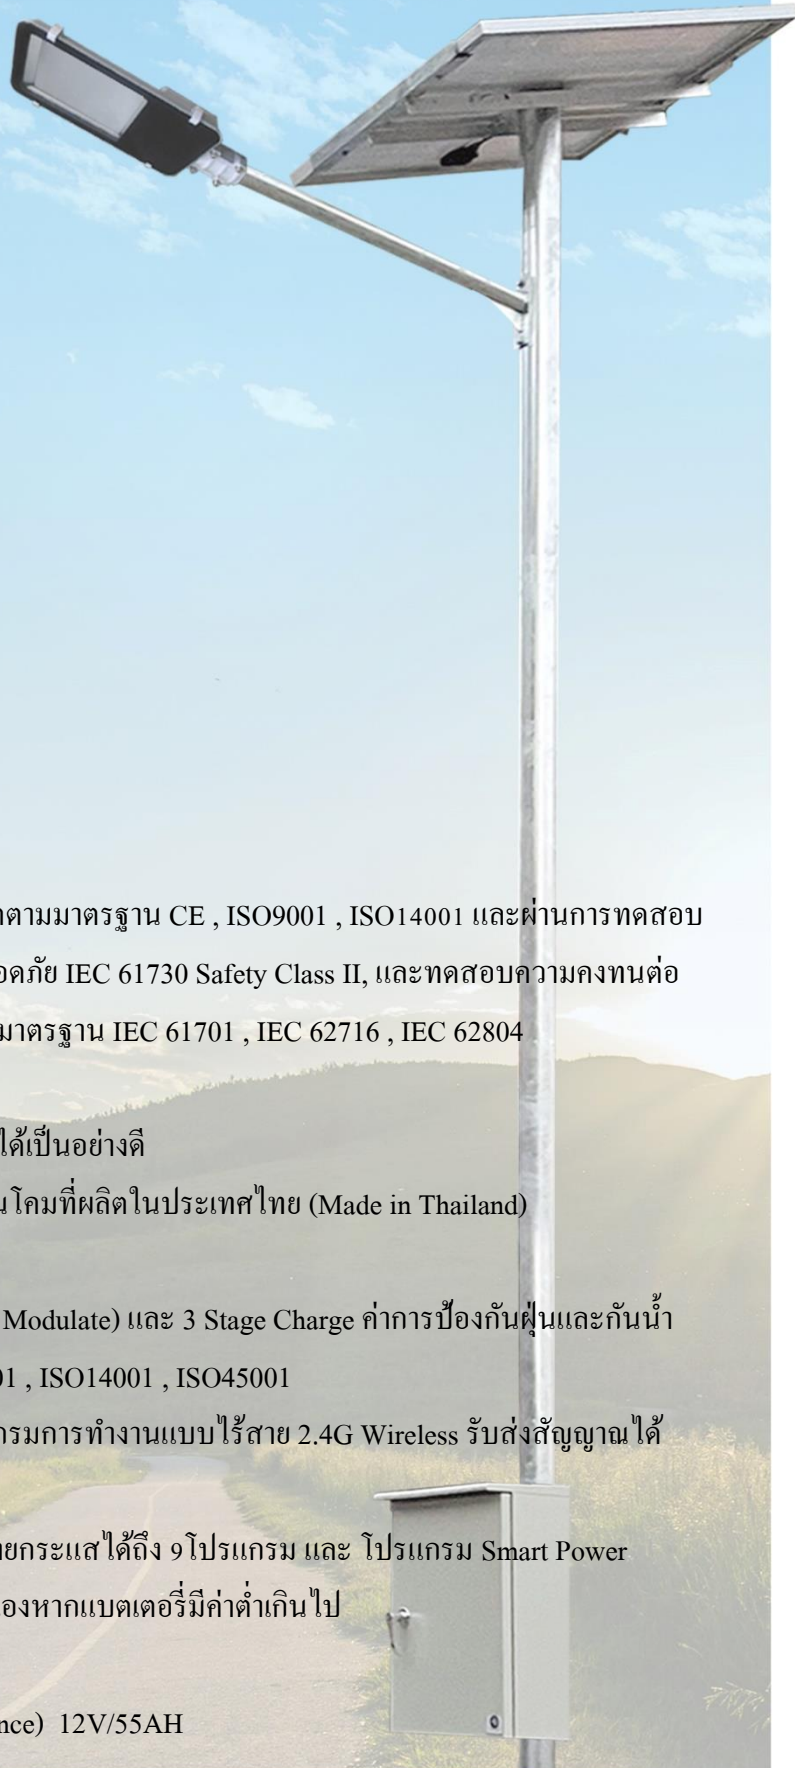 ตามมาตรฐาน CE , ISO9001 , ISO14001 และผ่านการทดสอบ
IEC 61730 Safety Class II, และทดสอบความคงทนต่อ
มาตรฐาน IEC 61701 , IEC 62716 , IEC 62804
ได้เป็นอย่างดี
โคมที่ผลิตในประเทศไทย (Made in Thailand)
Modulate) และ 3 Stage Charge ค่าการป้องกันฝุ่นและกันน้ำ
01 , ISO14001 , ISO45001
กรมการทำงานแบบไร้สาย 2.4G Wireless รับส่งสัญญาณได้
ยกระแสได้ถึง 9โปรแกรม และ โปรแกรม Smart Power
องหากแบตเตอรี่มีค่าต่ำเกินไป
nce) 12V/55AH